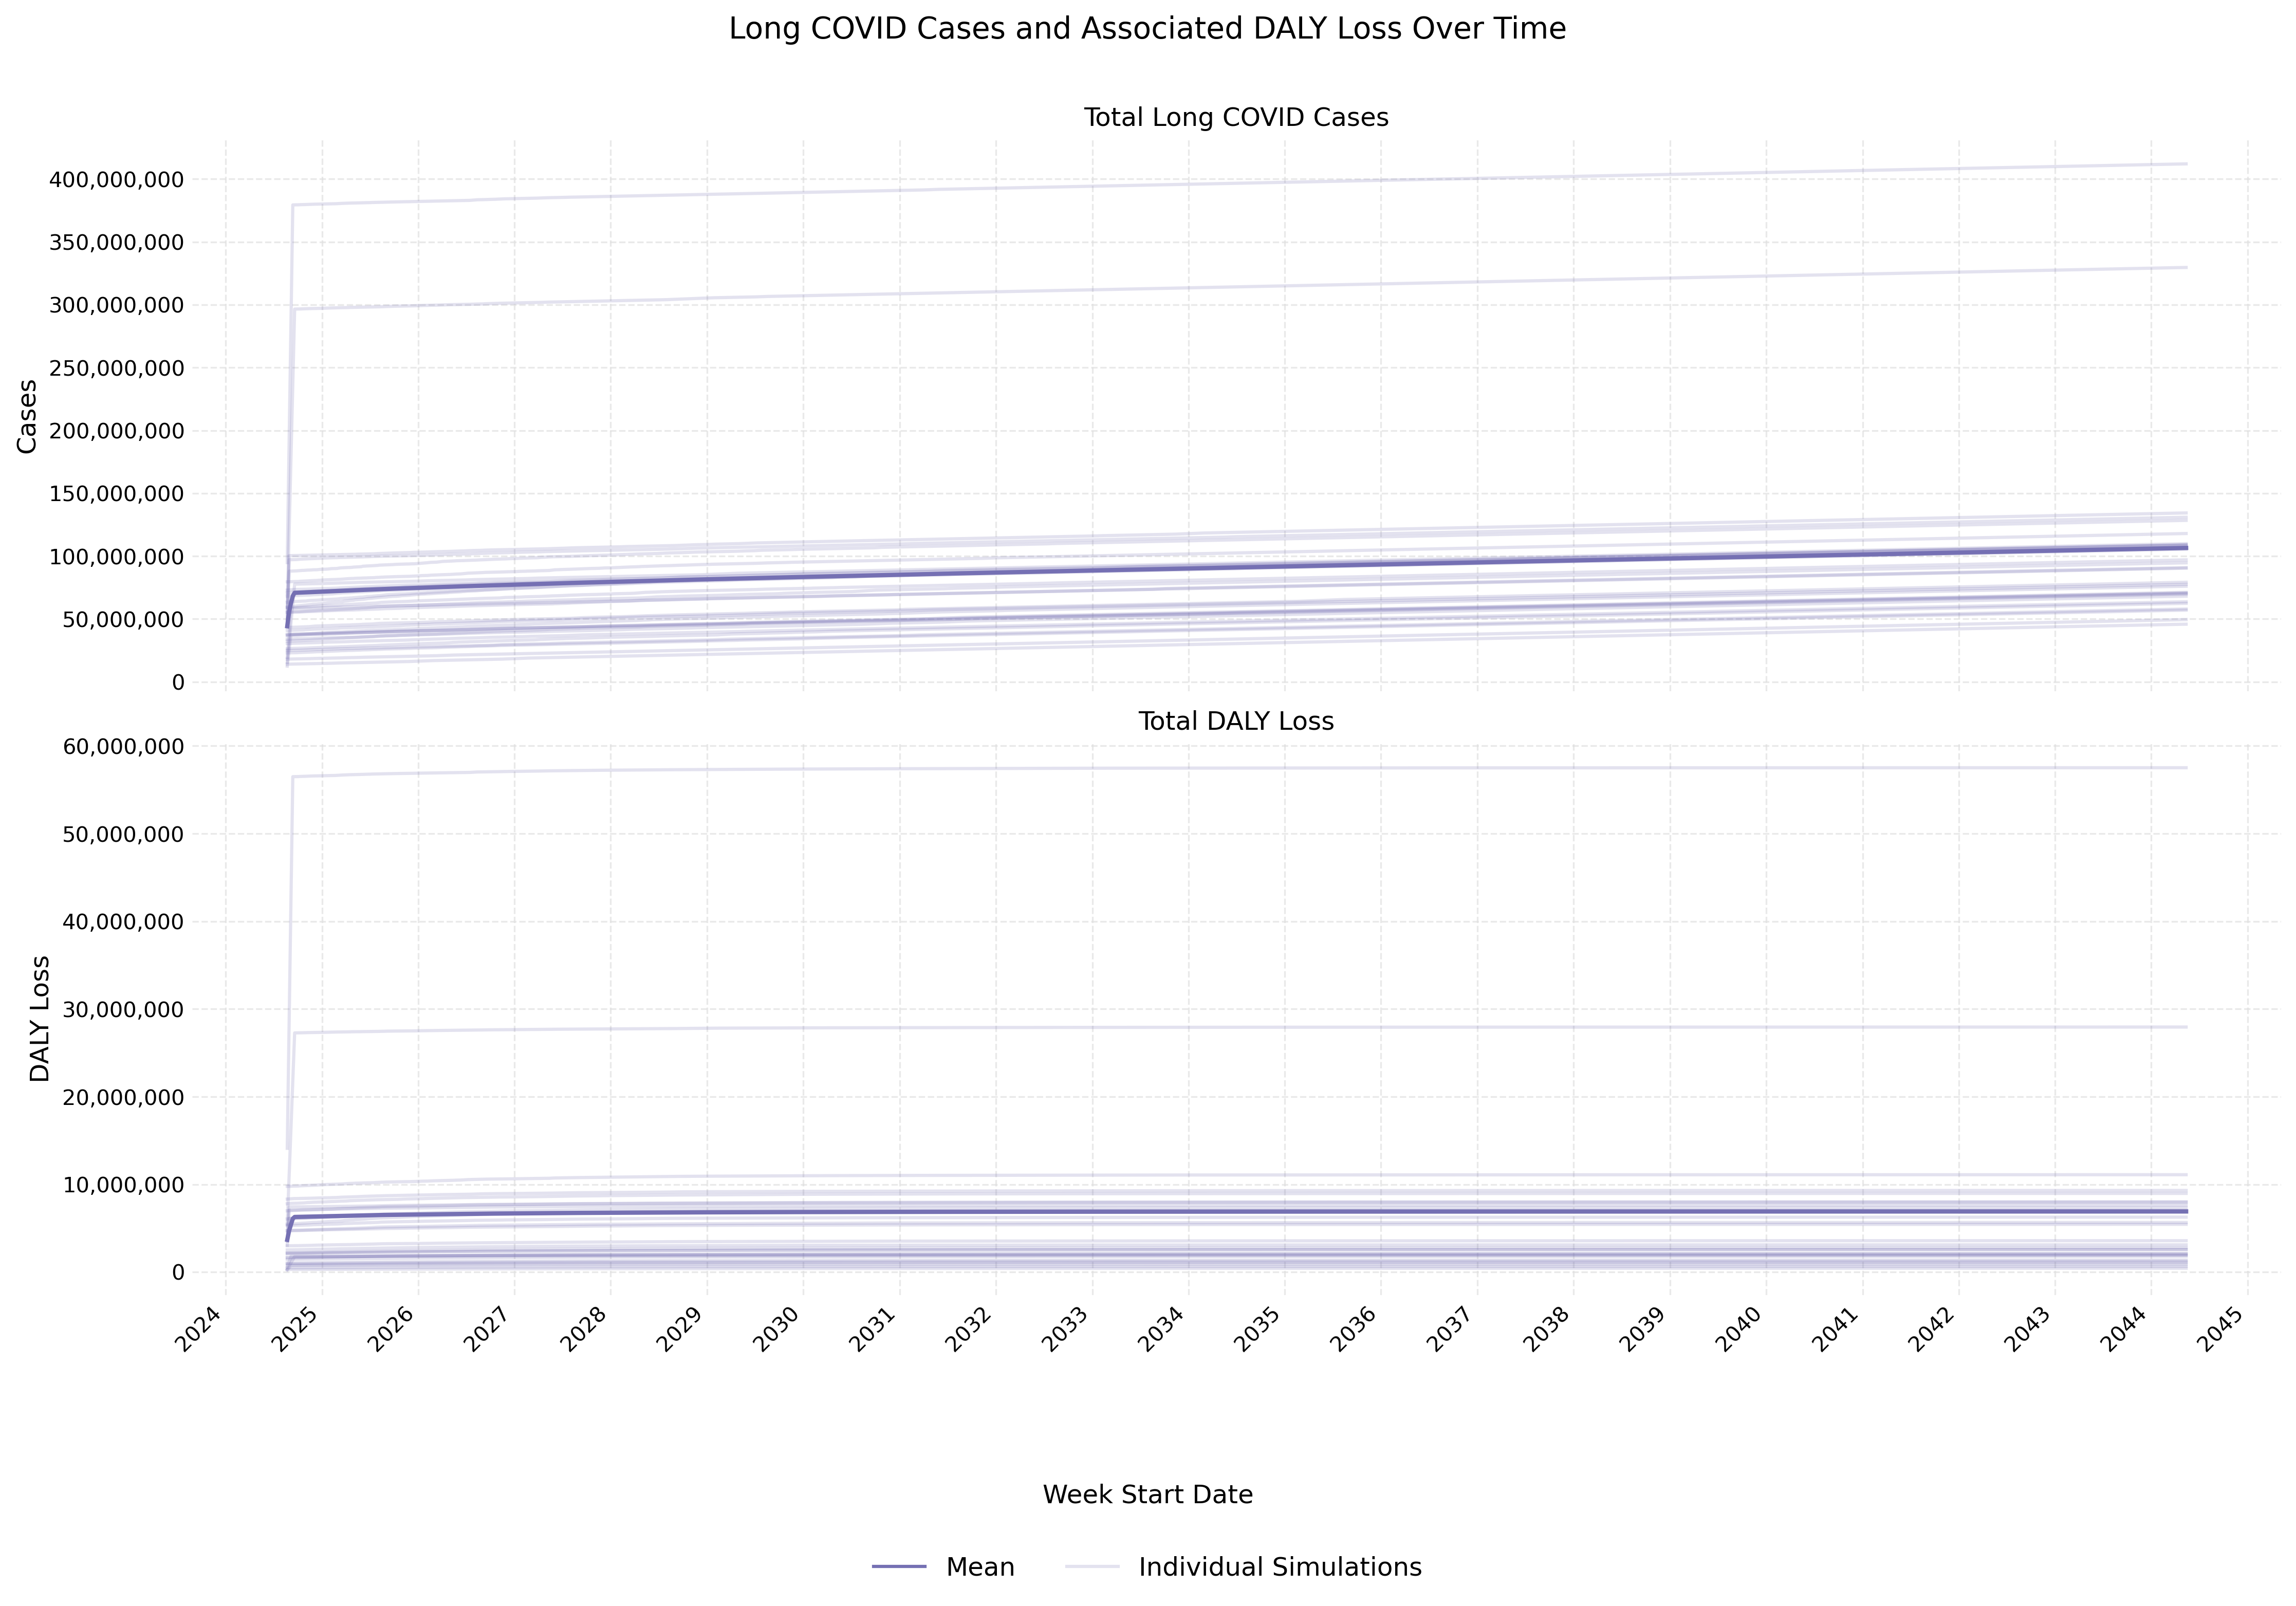 Long COVID Cases and Associated DALY Loss Over Time
Total Long COVID Cases
400,000,000
350,000,000
300,000,000
250,000,000
200,000,000
150,000,000
100,000,000
50,000,000
0
Cases
Total DALY Loss
60,000,000
50,000,000
40,000,000
30,000,000
20,000,000
10,000,000
0
DALY Loss
2024 2025 2026 2027 2028 2029 2030 2031 2032 2033 2034 2035 2036 2037 2038 2039 2040 2041 2042 2043 2044 2045
Week Start Date
Mean Individual Simulations